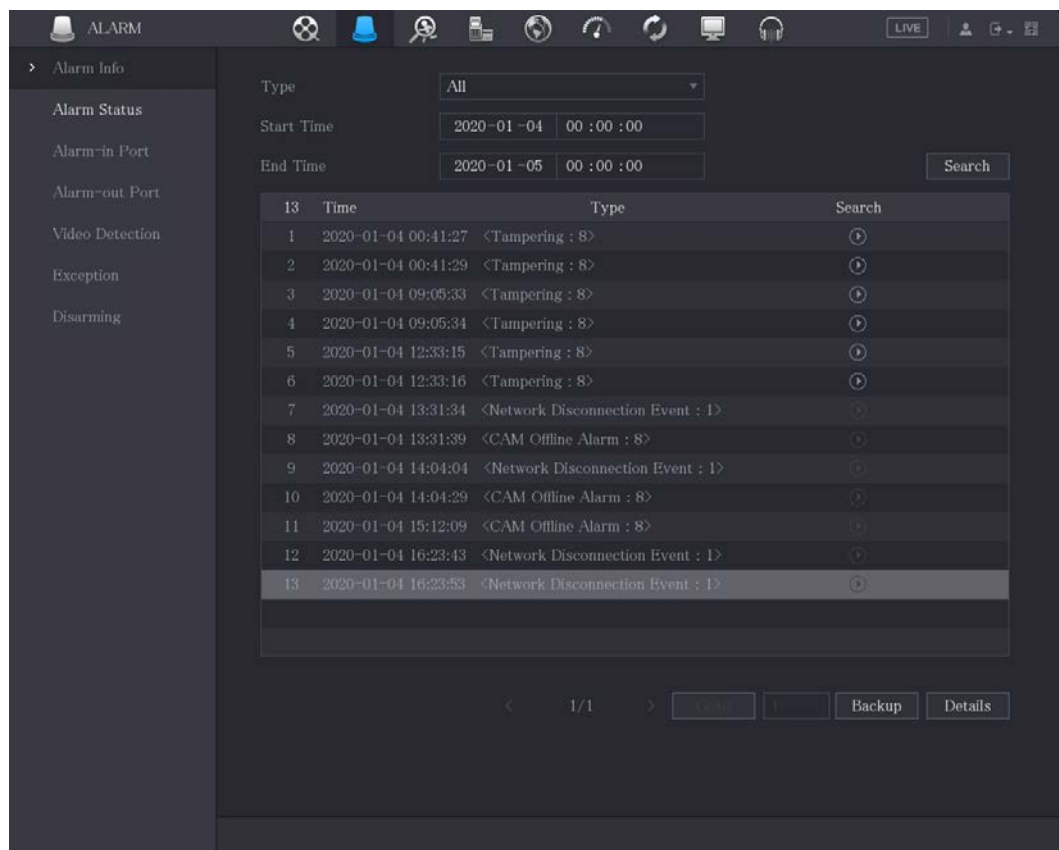 ALARM
LIVE
Alarm Info
Alarm Status
Alarm-in Port
Alarm-out Port
Video Detection
Exception
Disarming
Type All
Start Time 2020-01-04 00:00:00
End Time 2020-01-05 00:00:00
Search
13 Time Type Search
1 2020-01-04 00:41:27 <Tampering : 8>
2 2020-01-04 00:41:29 <Tampering : 8>
3 2020-01-04 09:05:33 <Tampering : 8>
4 2020-01-04 09:05:34 <Tampering : 8>
5 2020-01-04 12:33:15 <Tampering : 8>
6 2020-01-04 12:33:16 <Tampering : 8>
7 2020-01-04 13:31:34 <Network Disconnection Event : 1>
8 2020-01-04 13:31:39 <CAM Offline Alarm : 8>
9 2020-01-04 14:04:04 <Network Disconnection Event : 1>
10 2020-01-04 14:04:29 <CAM Offline Alarm : 8>
11 2020-01-04 15:12:09 <CAM Offline Alarm : 8>
12 2020-01-04 16:23:43 <Network Disconnection Event : 1>
13 2020-01-04 16:23:53 <Network Disconnection Event : 1>
< 1/1 > 1 Backup Details